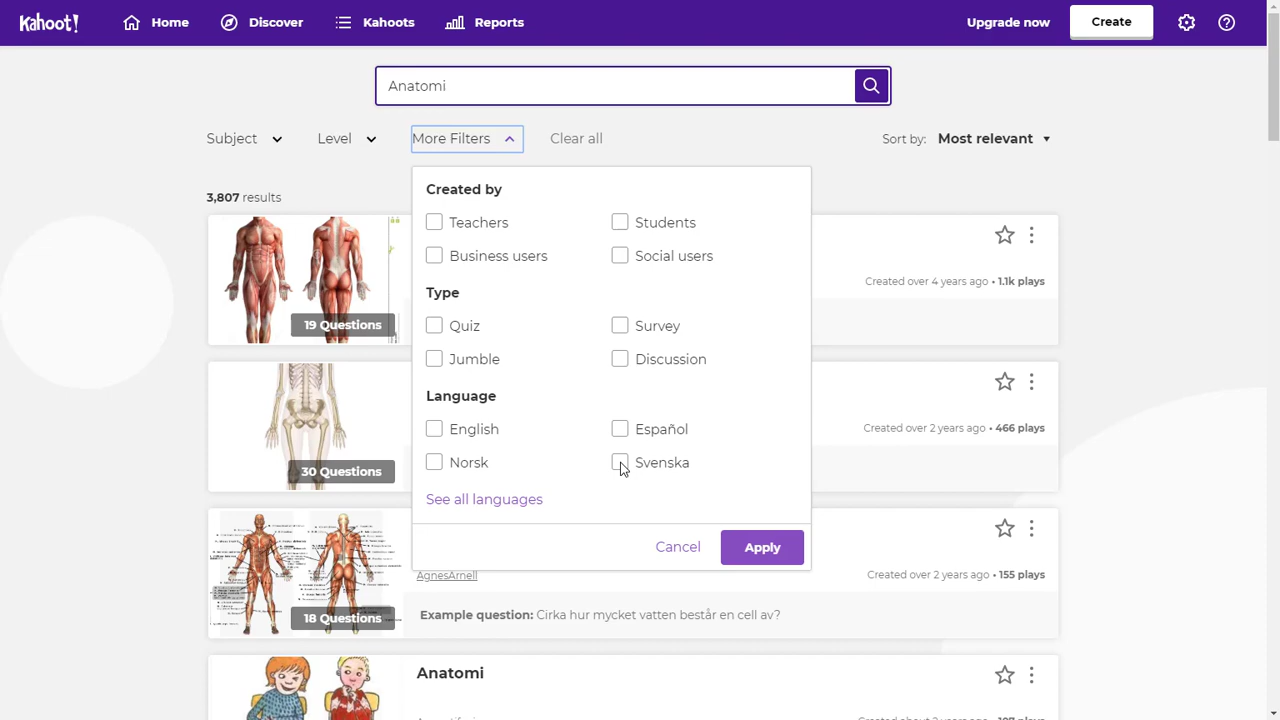 Kahoot! Home Discover Kahoots Reports Upgrade now Create
Anatomi
Subject Level More Filters Clear all Sort by: Most relevant
3,807 results
Created by
Teachers Students
Business users Social users
Type
Quiz Survey
Jumble Discussion
Language
English Español
Norsk Svenska
See all languages
Cancel Apply
19 Questions
Created over 4 years ago • 1.1k plays
30 Questions
Created over 2 years ago • 466 plays
18 Questions
AgnesArnell
Created over 2 years ago • 155 plays
Example question: Cirka hur mycket vatten består en cell av?
Anatomi